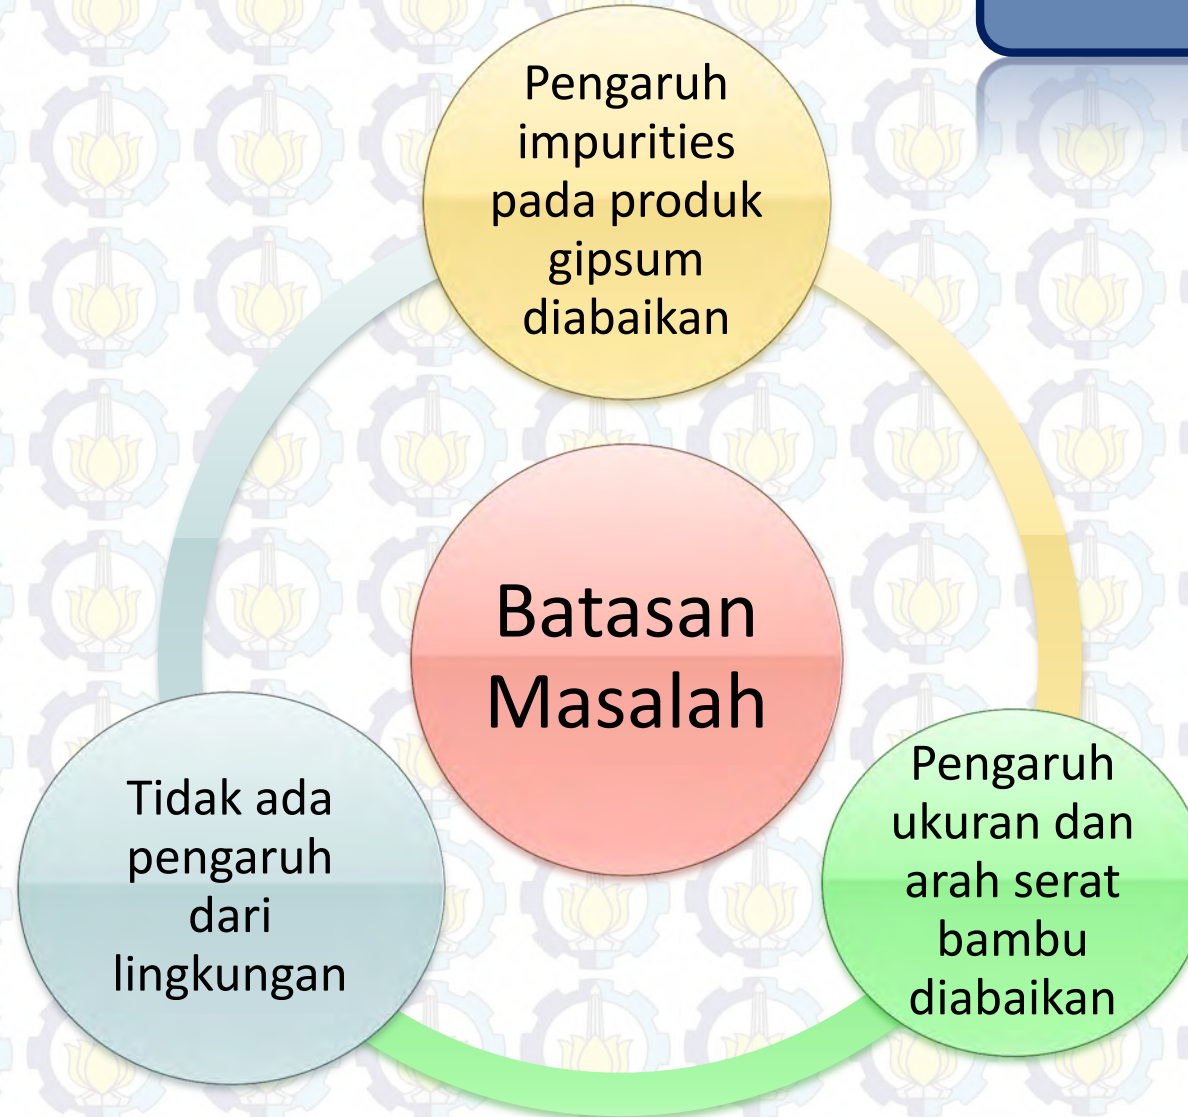 Pengaruh
impurities
pada produk
gipsum
diabaikan
Batasan
Masalah
Tidak ada
pengaruh
dari
lingkungan
Pengaruh
ukuran dan
arah serat
bambu
diabaikan